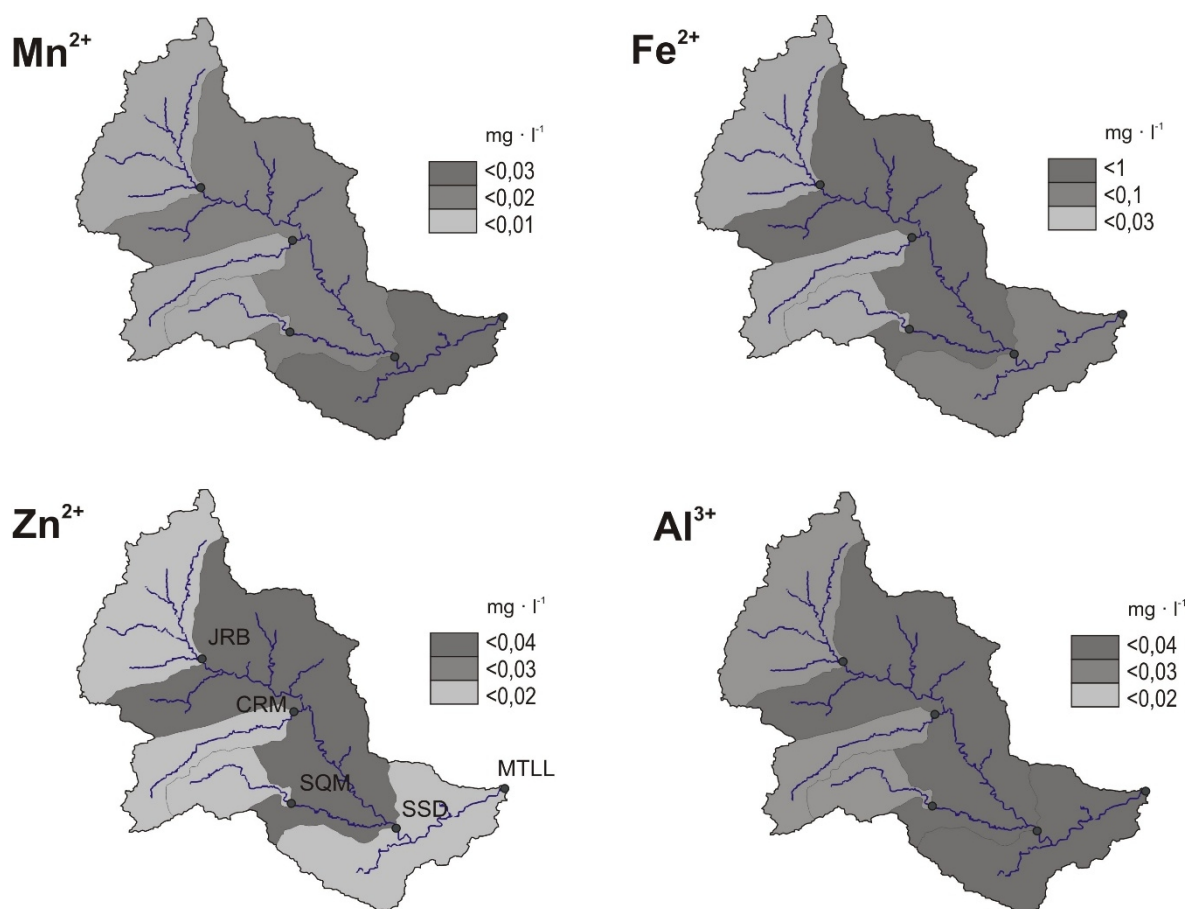 Mn²⁺
mg · l⁻¹
<0,03
<0,02
<0,01
Fe²⁺
mg · l⁻¹
<1
<0,1
<0,03
Zn²⁺
mg · l⁻¹
<0,04
<0,03
<0,02
JRB
CRM
SQM
SSD
MTLL
Al³⁺
mg · l⁻¹
<0,04
<0,03
<0,02